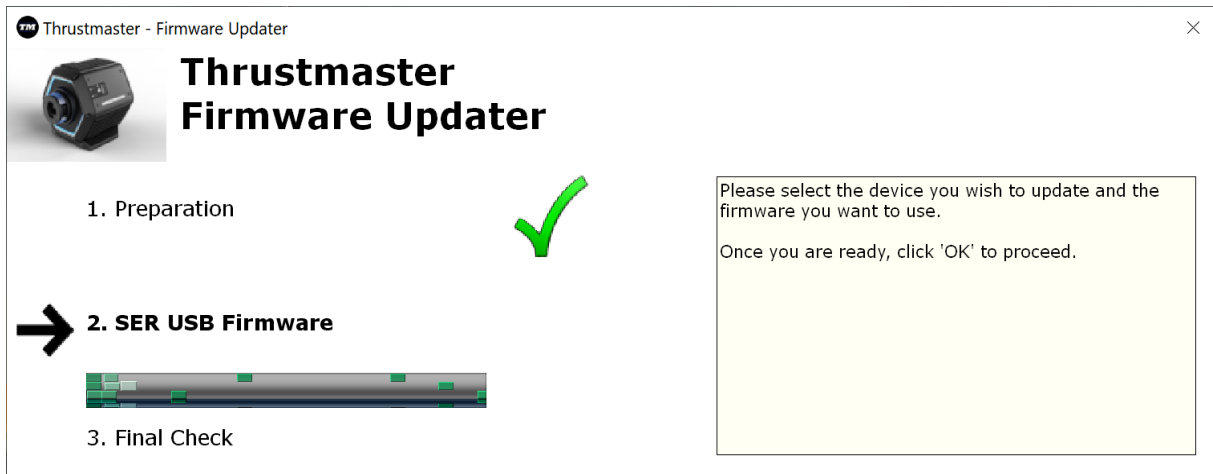 Thrustmaster - Firmware Updater
Thrustmaster
Firmware Updater
1. Preparation
2. SER USB Firmware
3. Final Check
Please select the device you wish to update and the
firmware you want to use.
Once you are ready, click 'OK' to proceed.